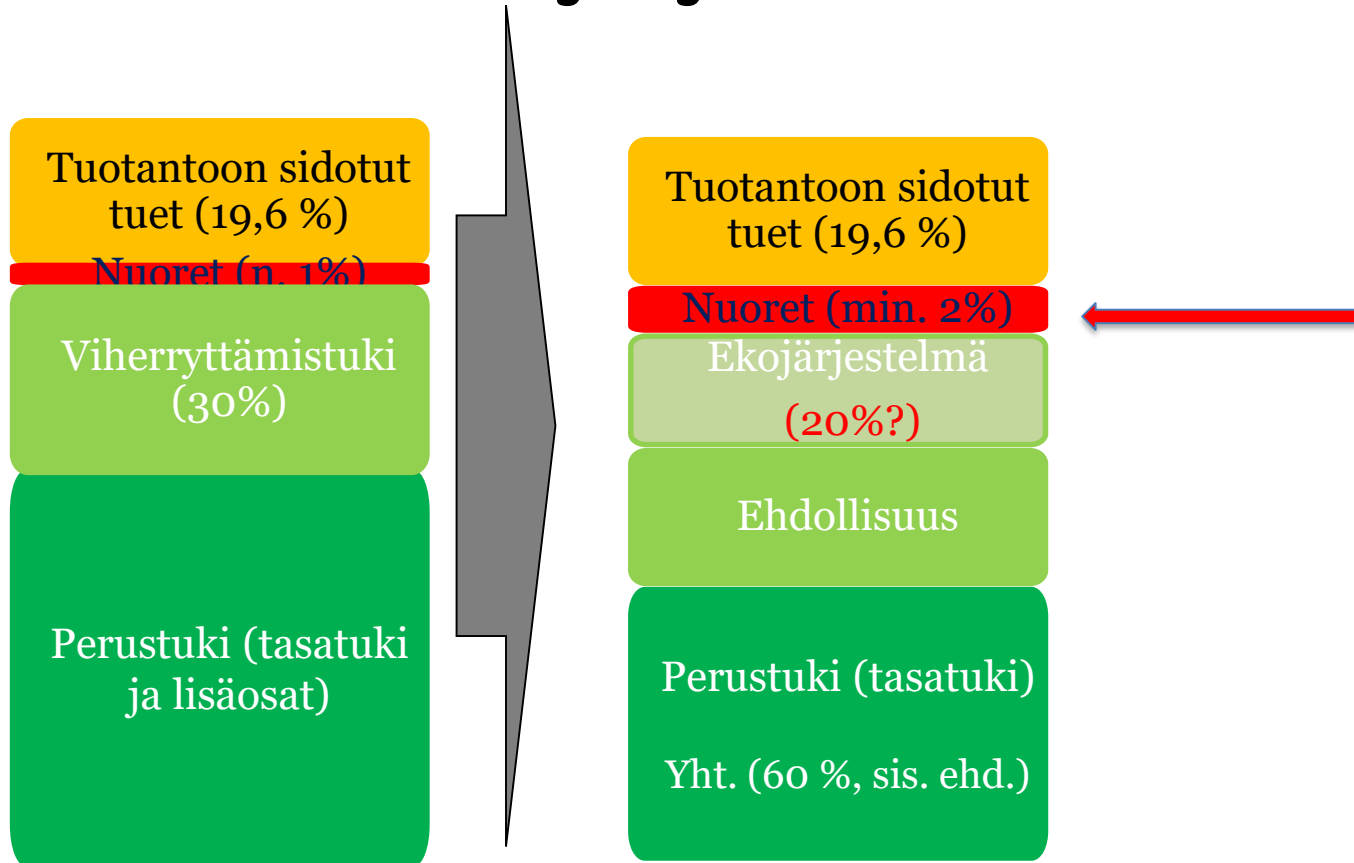 Tuotantoon sidotut
tuet (19,6 %)
Nuoret (n. 1%)
Viherryttämistuki
(30%)
Perustuki (tasatuki
ja lisäosat)
Tuotantoon sidotut
tuet (19,6 %)
Nuoret (min. 2%)
Ekojärjestelmä
(20%?)
Ehdollisuus
Perustuki (tasatuki)
Yht. (60 %, sis. ehd.)